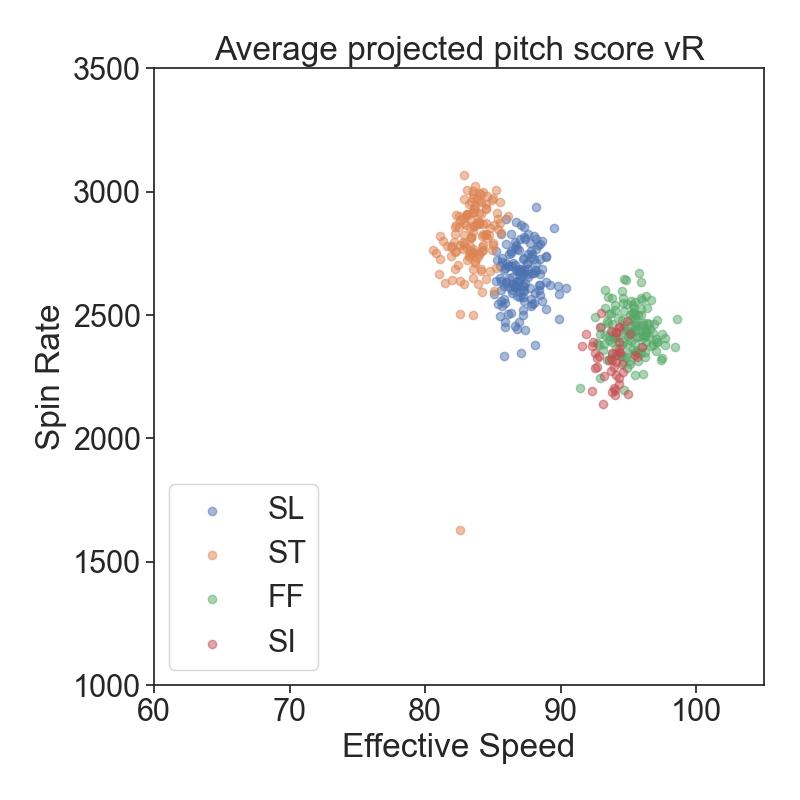 Average projected pitch score vR
3500
3000
2500
2000
1500
1000
Spin Rate
SL
ST
FF
SI
60
70
80
90
100
Effective Speed